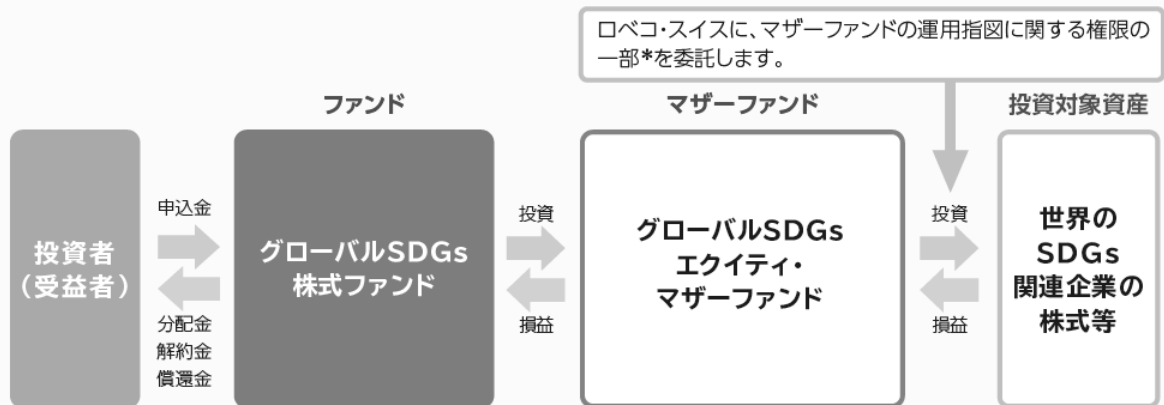 ロベコ・スイスに、マザーファンドの運用指図に関する権限の
一部*を委託します。
ファンド
マザーファンド
投資対象資産
投資者
（受益者）
申込金
分配金
解約金
償還金
グローバルSDGs
株式ファンド
投資
損益
グローバルSDGs
エクイティ・
マザーファンド
投資
損益
世界の
SDGs
関連企業の
株式等